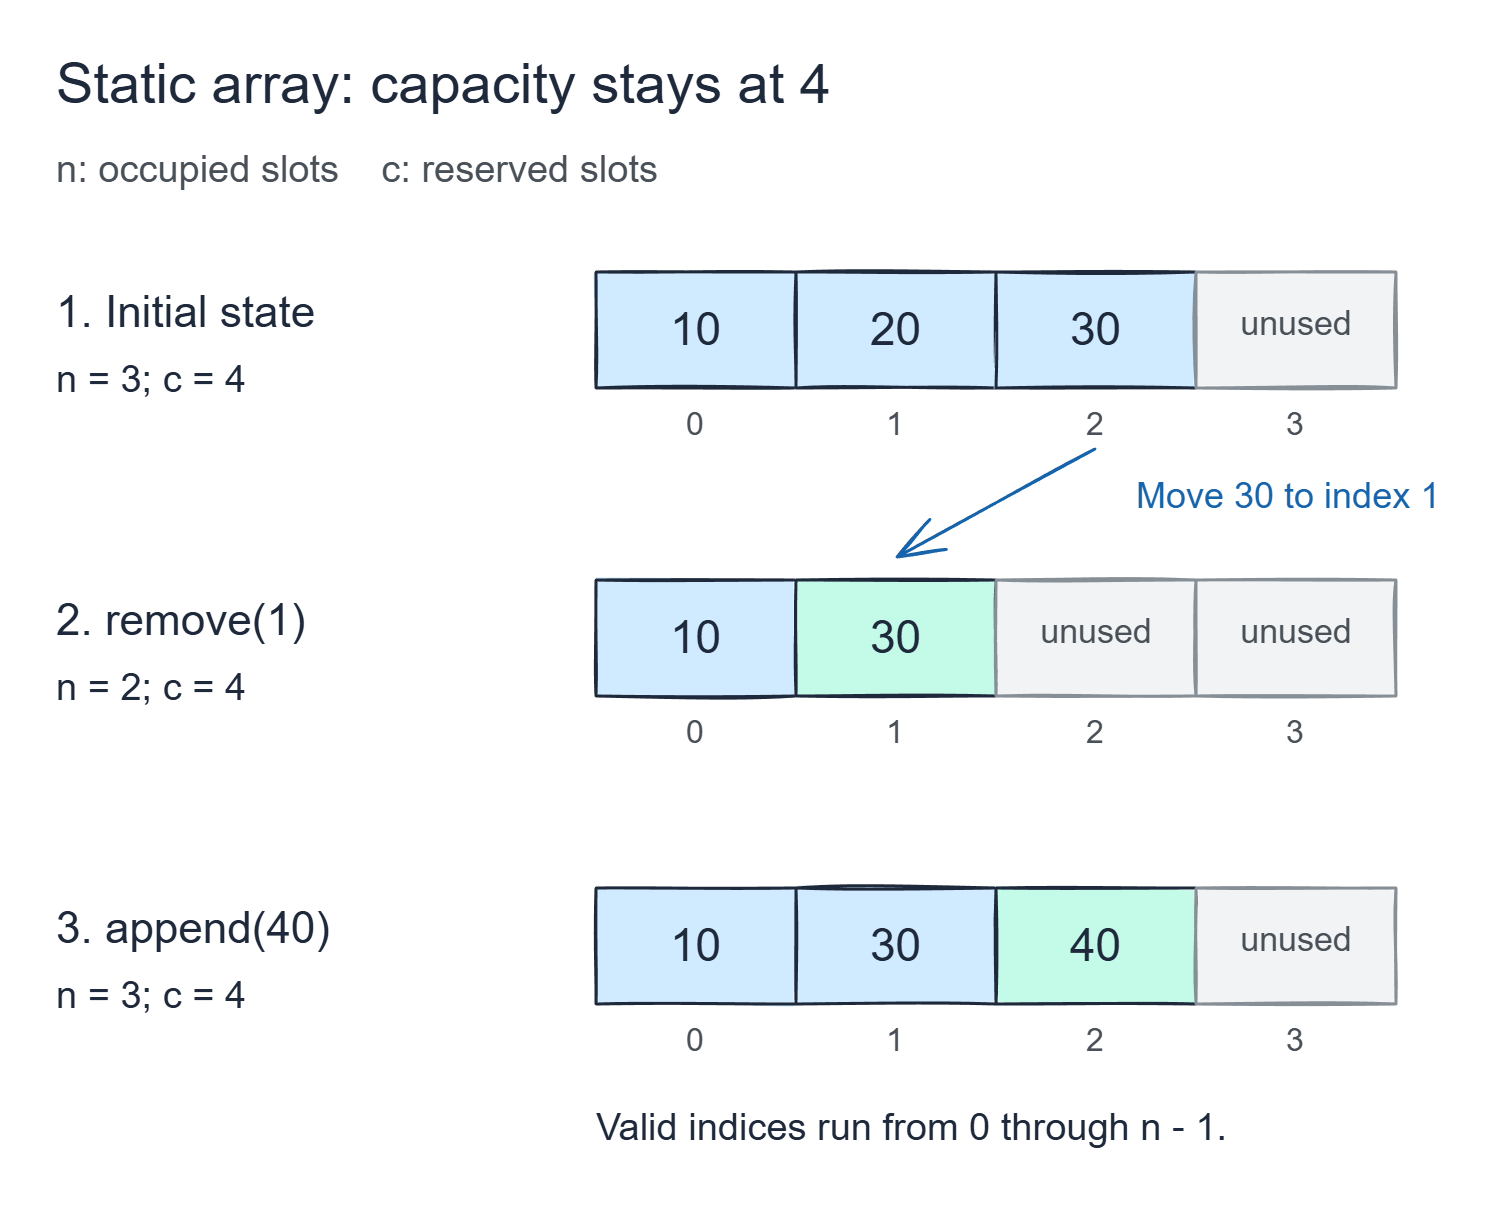 Static array: capacity stays at 4
n: occupied slots    c: reserved slots
1. Initial state
n = 3; c = 4
10 20 30 unused
0 1 2 3
Move 30 to index 1
2. remove(1)
n = 2; c = 4
10 30 unused unused
0 1 2 3
3. append(40)
n = 3; c = 4
10 30 40 unused
0 1 2 3
Valid indices run from 0 through n - 1.